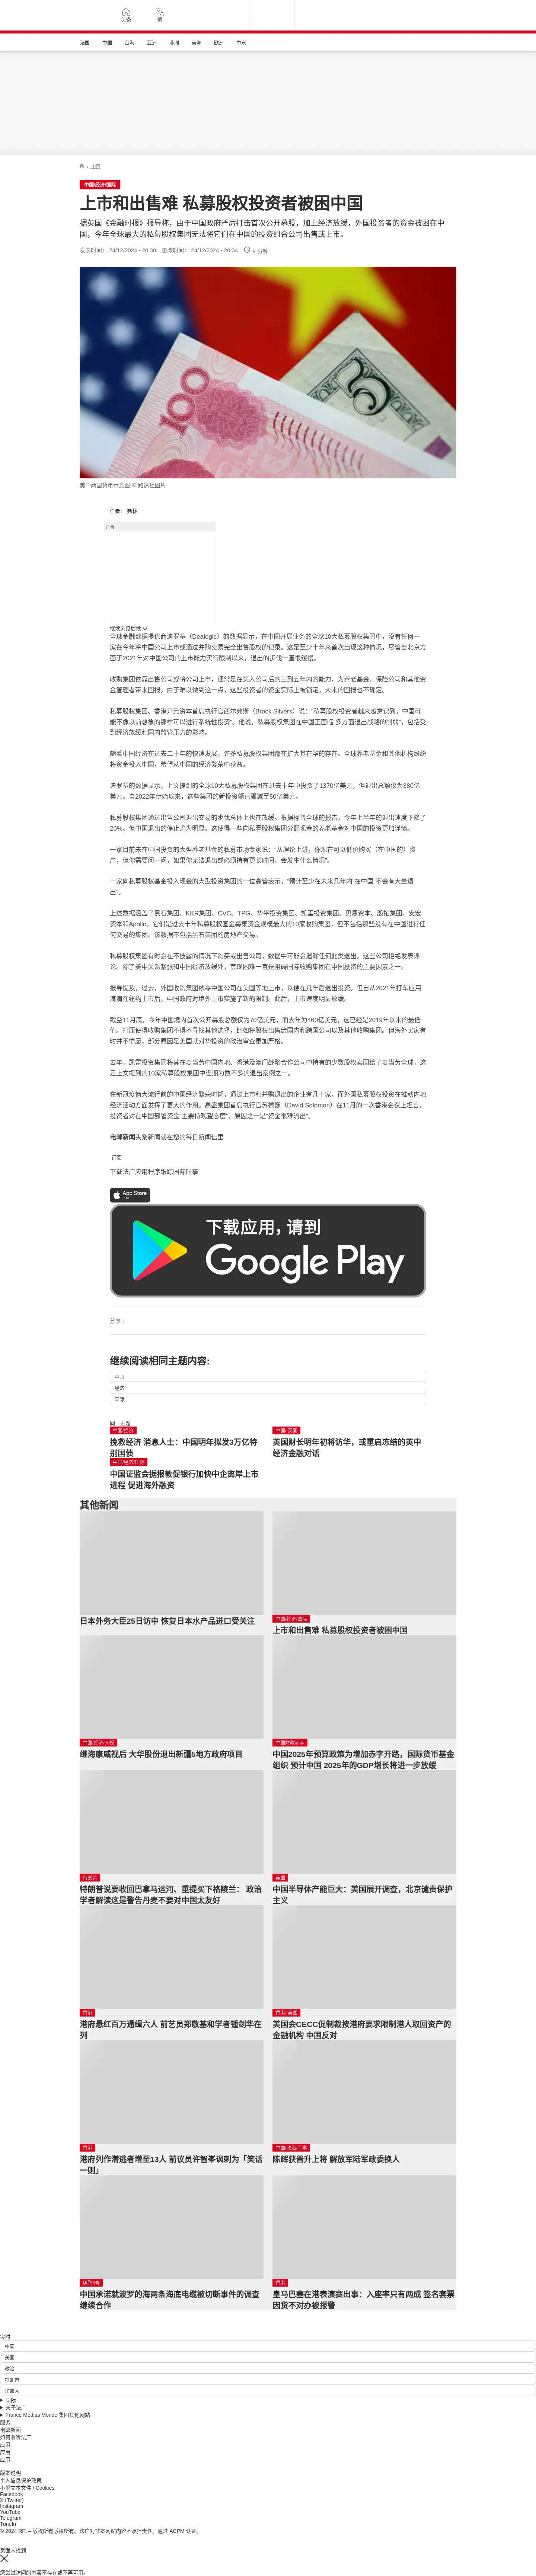 头条
繁
法国
中国
台海
亚洲
非洲
美洲
欧洲
中东
/ 中国
中国/经济/国际
上市和出售难 私募股权投资者被困中国
据英国《金融时报》报导称，由于中国政府严厉打击首次公开募股，加上经济放缓，外国投资者的资金被困在中
国，今年全球最大的私募股权集团无法将它们在中国的投资组合公司出售或上市。
发表时间： 24/12/2024 - 20:30 更改时间： 24/12/2024 - 20:34 9 分钟
100
美中两国货币示意图 © 路透社图片
作者： 弗林
广告
继续浏览后续
全球金融数据提供商迪罗基（Dealogic）的数据显示，在中国开展业务的全球10大私募股权集团中，没有任何一
家在今年将中国公司上市或通过并购交易完全出售股权的记录。这是至少十年来首次出现这种情况，尽管自北京方
面于2021年对中国公司的上市能力实行限制以来，退出的步伐一直很缓慢。
收购集团依靠出售公司或将公司上市，通常是在买入公司后的三到五年内的能力，为养老基金、保险公司和其他资
金管理者带来回报。由于难以做到这一点，这些投资者的资金实际上被锁定，未来的回报也不确定。
私募股权集团、香港开元资本首席执行官西尔弗斯（Brock Silvers）说：“私募股权投资者越来越意识到，中国可
能不像以前想象的那样可以进行系统性投资”。他说，私募股权集团在中国正面临“多方面退出战略的削弱”，包括受
到经济放缓和国内监管压力的影响。
随着中国经济在过去二十年的快速发展，许多私募股权集团都在扩大其在华的存在。全球养老基金和其他机构纷纷
将资金投入中国，希望从中国的经济繁荣中获益。
迪罗基的数据显示，上文提到的全球10大私募股权集团在过去十年中投资了1370亿美元，但退出总额仅为380亿
美元。自2022年伊始以来，这些集团的新投资额已骤减至50亿美元。
私募股权集团通过出售公司退出交易的步伐总体上也在放缓。根据标普全球的报告，今年上半年的退出速度下降了
26%。但中国退出的停止尤为明显。这使得一些向私募股权集团分配现金的养老基金对中国的投资更加谨慎。
一家目前未在中国投资的大型养老基金的私募市场专家说：“从理论上讲，你现在可以低价购买（在中国的）资
产，但你需要问一问，如果你无法退出或必须持有更长时间，会发生什么情况”。
一家向私募股权基金投入现金的大型投资集团的一位高管表示，“预计至少在未来几年内”在中国“不会有大量退
出”。
上述数据涵盖了黑石集团、KKR集团、CVC、TPG、华平投资集团、凯雷投资集团、贝恩资本、殷拓集团、安宏
资本和Apollo，它们是过去十年私募股权基金募集资金规模最大的10家收购集团，但不包括那些没有在中国进行任
何交易的集团。该数据不包括黑石集团的房地产交易。
私募股权集团有时会在不披露的情况下购买或出售公司，数据中可能会遗漏任何此类退出。这些公司拒绝发表评
论。除了美中关系紧张和中国经济放缓外，套现困难一直是阻碍国际收购集团在中国投资的主要因素之一。
报导提及，过去，外国收购集团依靠中国公司在美国等地上市，以便在几年后退出投资。但自从2021年打车应用
滴滴在纽约上市后，中国政府对境外上市实施了新的限制。此后，上市速度明显放缓。
截至11月底，今年中国境内首次公开募股总额仅为70亿美元，而去年为460亿美元，这已经是2019年以来的最低
值。打压使得收购集团不得不寻找其他选择，比如将股权出售给国内和跨国公司以及其他收购集团。但海外买家有
时并不情愿，部分原因是美国就对华投资的政治审查更加严格。
去年，凯雷投资集团将其在麦当劳中国内地、香港及澳门战略合作公司中持有的少数股权卖回给了麦当劳全球，这
是上文提到的10家私募股权集团中近期为数不多的退出案例之一。
在新冠疫情大流行前的中国经济繁荣时期，通过上市和并购退出的企业有几十家，而外国私募股权投资在推动内地
经济活动方面发挥了更大的作用。高盛集团首席执行官苏德巍（David Solomon）在11月的一次香港会议上坦言，
投资者对在中国部署资金“主要持观望态度”，原因之一是“资金很难流出”。
电邮新闻头条新闻就在您的每日新闻信里
订阅
下载法广应用程序跟踪国际时事
App Store
下载
下载应用，请到
Google Play
分享 :
继续阅读相同主题内容:
中国
经济
国际
同一主题
中国/经济
挽救经济 消息人士：中国明年拟发3万亿特
别国债
中国/ 英国
英国财长明年初将访华，或重启冻结的英中
经济金融对话
中国/经济/国际
中国证监会据报敦促银行加快中企离岸上市
进程 促进海外融资
其他新闻
日本外务大臣25日访中 恢复日本水产品进口受关注
中国/经济/国际
上市和出售难 私募股权投资者被困中国
中国/经济/人权
继海康威视后 大华股份退出新疆5地方政府项目
中国财政赤字
中国2025年预算政策为增加赤字开路，国际货币基金
组织 预计中国 2025年的GDP增长将进一步放缓
特朗普
特朗普说要收回巴拿马运河、重提买下格陵兰： 政治
学者解读这是警告丹麦不要对中国太友好
美国
中国半导体产能巨大：美国展开调查，北京谴责保护
主义
香港
港府悬红百万通缉六人 前艺员郑敬基和学者锺剑华在
列
香港/ 美国
美国会CECC促制裁按港府要求限制港人取回资产的
金融机构 中国反对
香港
港府列作潜逃者增至13人 前议员许智峯讽刺为「笑话
一则」
中国/政治/军事
陈辉获晋升上将 解放军陆军政委换人
伊鹏3号
中国承诺就波罗的海两条海底电缆被切断事件的调查
继续合作
香港
皇马巴塞在港表演赛出事：入座率只有两成 签名套票
因货不对办被报警
实时
中国
美国
政治
特朗普
加拿大
国际
关于法广
France Médias Monde 集团其他网站
服务
电邮新闻
如何收听法广
应用
应用
应用
版本说明
个人信息保护政策
小型文本文件 / Cookies
Facebook
X (Twitter)
Instagram
YouTube
Telegram
TuneIn
© 2024 RFI – 版权所有版权所有。法广对非本网站内容不承担责任。通过 ACPM 认证。
页面未找到
您尝试访问的内容不存在或不再可用。